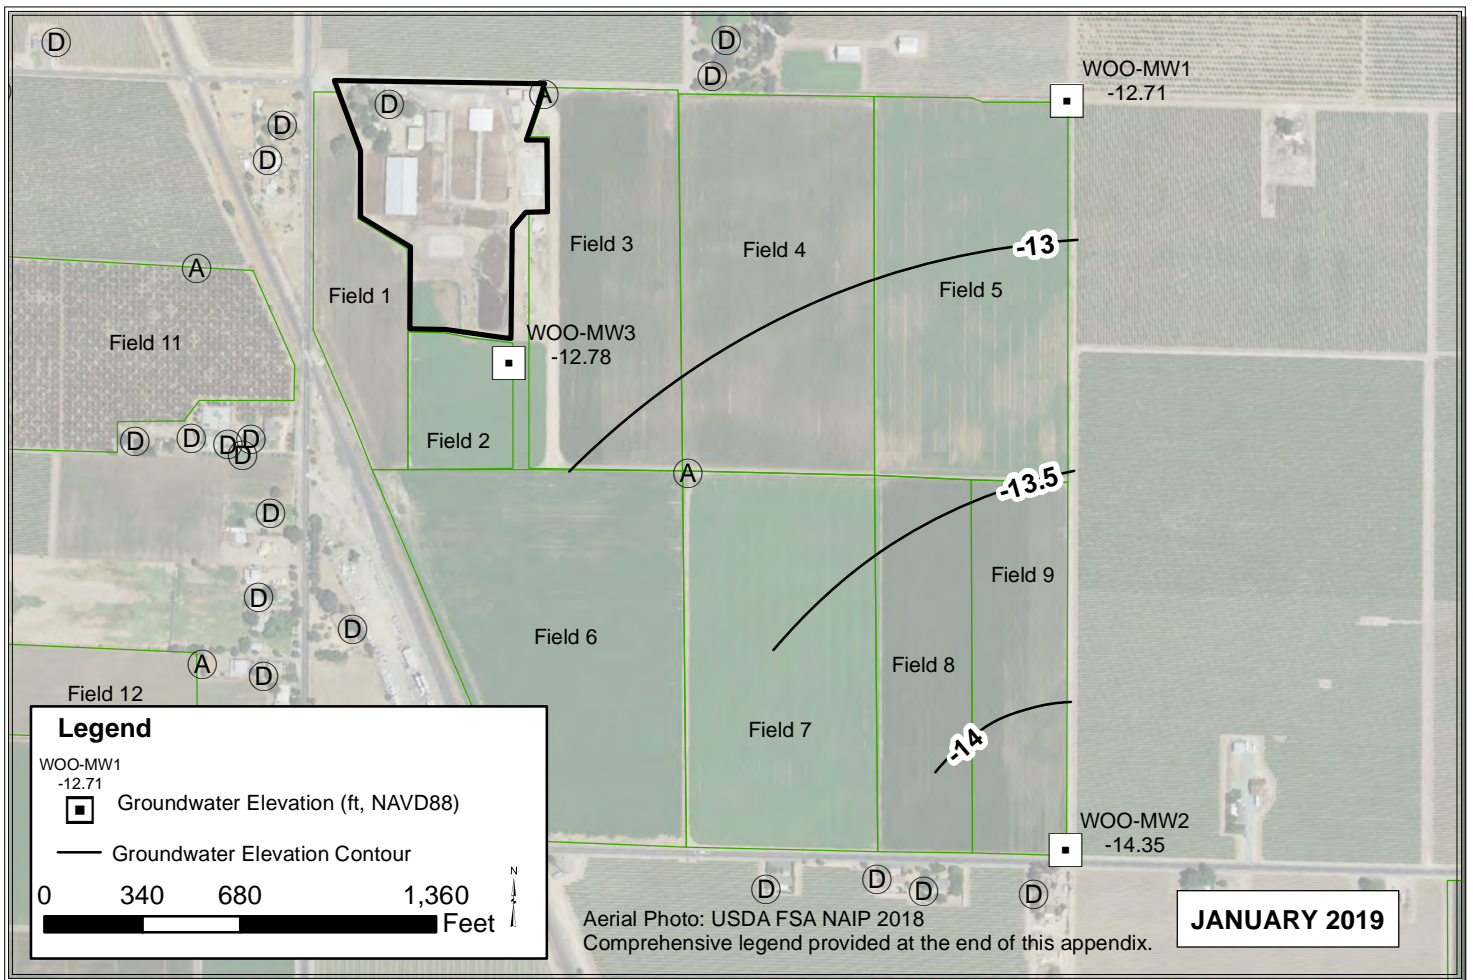 D
D
D
WOO-MW1
-12.71
A
D
D
D
A
-13
Field 3
Field 4
Field 5
Field 1
WOO-MW3
-12.78
Field 11
Field 2
D
D
D
D
D
A
-13.5
D
Field 9
D
D
Field 6
Field 8
A
D
Field 12
Field 7
-14
WOO-MW2
-14.35
D
D
D
D
Legend
WOO-MW1
-12.71
Groundwater Elevation (ft, NAVD88)
Groundwater Elevation Contour
0 340 680 1,360
Feet
N
Aerial Photo: USDA FSA NAIP 2018
Comprehensive legend provided at the end of this appendix.
JANUARY 2019